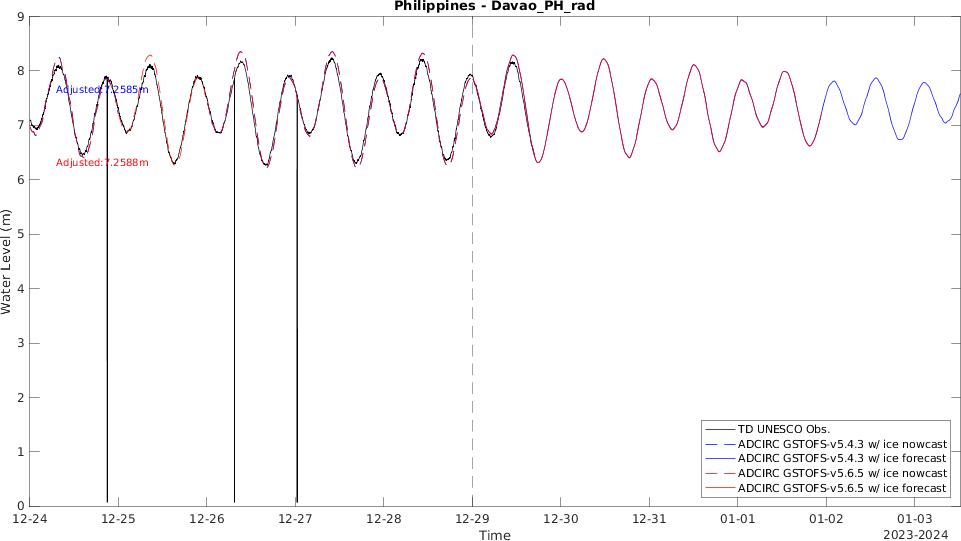 Philippines - Davao_PH_rad
9
8
7
6
5
4
3
2
1
0
Water Level (m)
Adjusted:7.2585m
Adjusted:7.2588m
TD UNESCO Obs.
ADCIRC GSTOFS-v5.4.3 w/ ice nowcast
ADCIRC GSTOFS-v5.4.3 w/ ice forecast
ADCIRC GSTOFS-v5.6.5 w/ ice nowcast
ADCIRC GSTOFS-v5.6.5 w/ ice forecast
12-24 12-25 12-26 12-27 12-28 12-29 12-30 12-31 01-01 01-02 01-03
Time
2023-2024